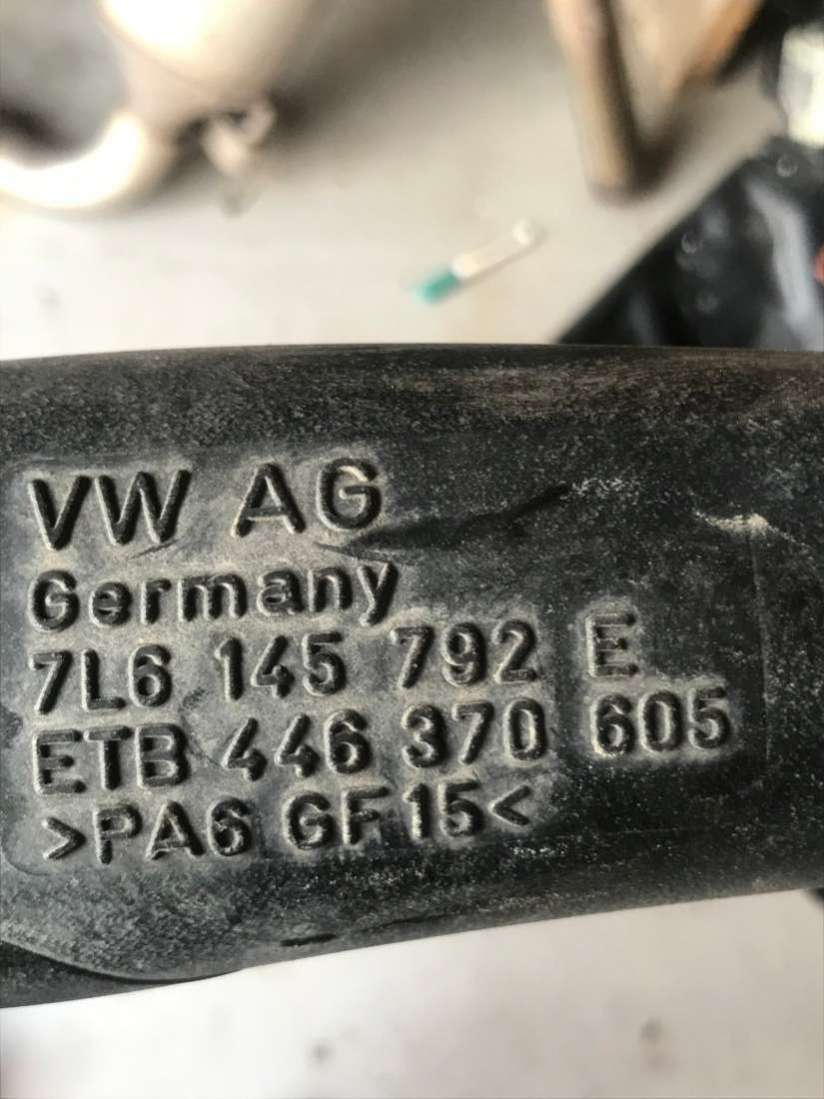 VW AG
Germany
7L6 145 792 E
ETB 446 370 605
>PA6 GF15<